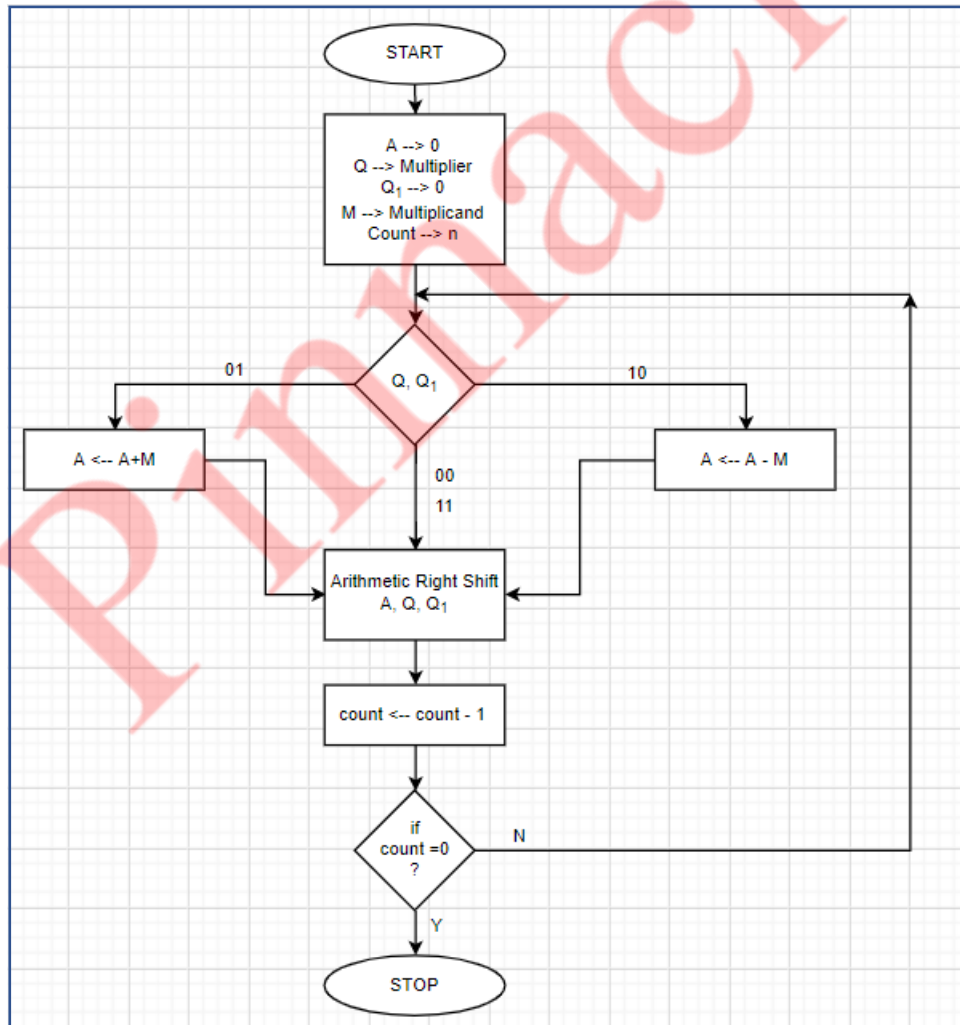 START
A --> 0
Q --> Multiplier
Q₁ --> 0
M --> Multiplicand
Count --> n
01
Q, Q₁
10
A <-- A+M
A <-- A - M
00
11
Arithmetic Right Shift
A, Q, Q₁
count <-- count - 1
if
count =0
?
N
Y
STOP